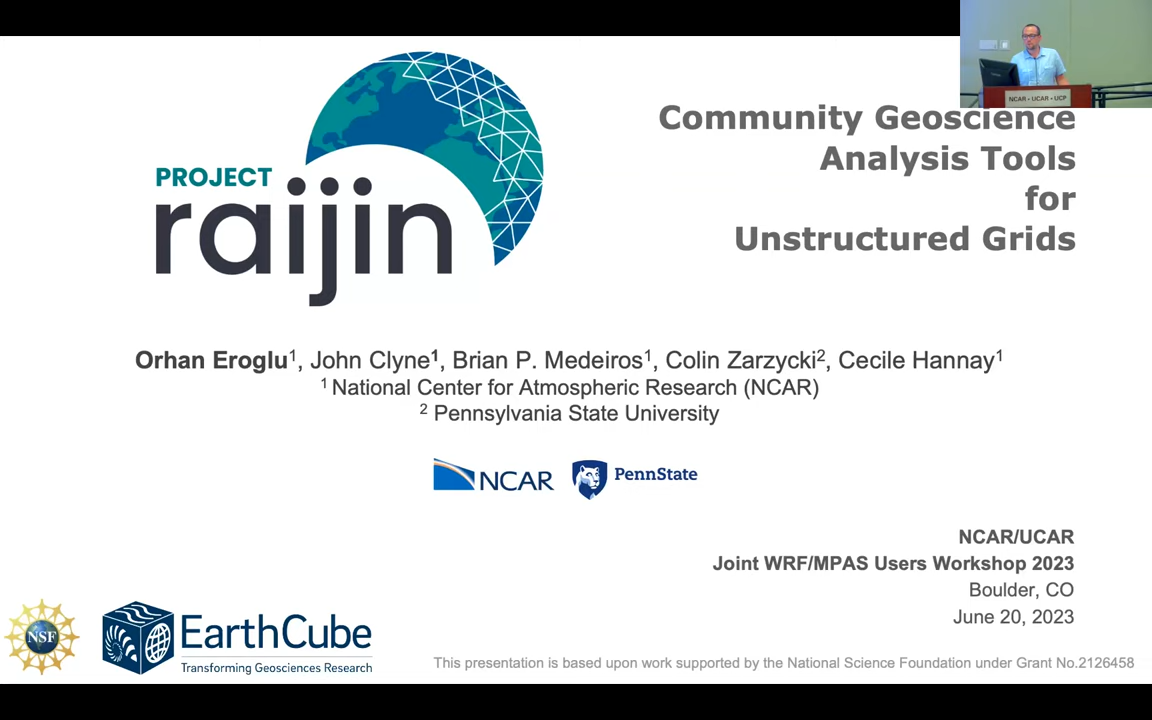 NCAR • UCAR • UCP
PROJECT
raijin
Community Geoscience
Analysis Tools
for
Unstructured Grids
Orhan Eroglu1, John Clyne1, Brian P. Medeiros1, Colin Zarzycki2, Cecile Hannay1
1 National Center for Atmospheric Research (NCAR)
2 Pennsylvania State University
NCAR
PennState
NCAR/UCAR
Joint WRF/MPAS Users Workshop 2023
Boulder, CO
June 20, 2023
NSF
EarthCube
Transforming Geosciences Research
This presentation is based upon work supported by the National Science Foundation under Grant No.2126458